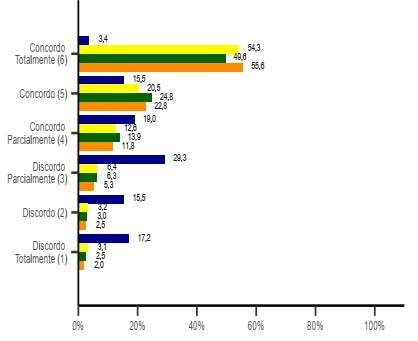 3,4
Concordo
54,3
Totalmente (6)
49,6
55,6
15,5
20,5
Concordo (5)
24,8
22,8
19,0
Concordo
12,6
Parcialmente (4)
13,9
11,8
29,3
Discordo
6,4
Parcialmente (3)
6,3
5,3
15,5
3,2
Discordo (2)
3,0
2,5
17,2
Discordo
3,1
Totalmente (1)
2,5
2,0
0% 20% 40% 60% 80% 100%